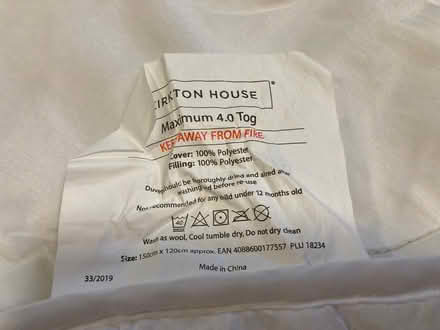 KIRKTON HOUSE
Maximum 4.0 Tog
KEEP AWAY FROM FIRE
Cover: 100% Polyester
Filling: 100% Polyester
Duvet should be thoroughly dried and aired after
washing and before re-use
Not recommended for any child under 12 months old
40
Wash as wool, Cool tumble dry, Do not dry clean
Size: 150cm x 120cm approx. EAN 4088600177557 PLU 18234
33/2019
Made in China